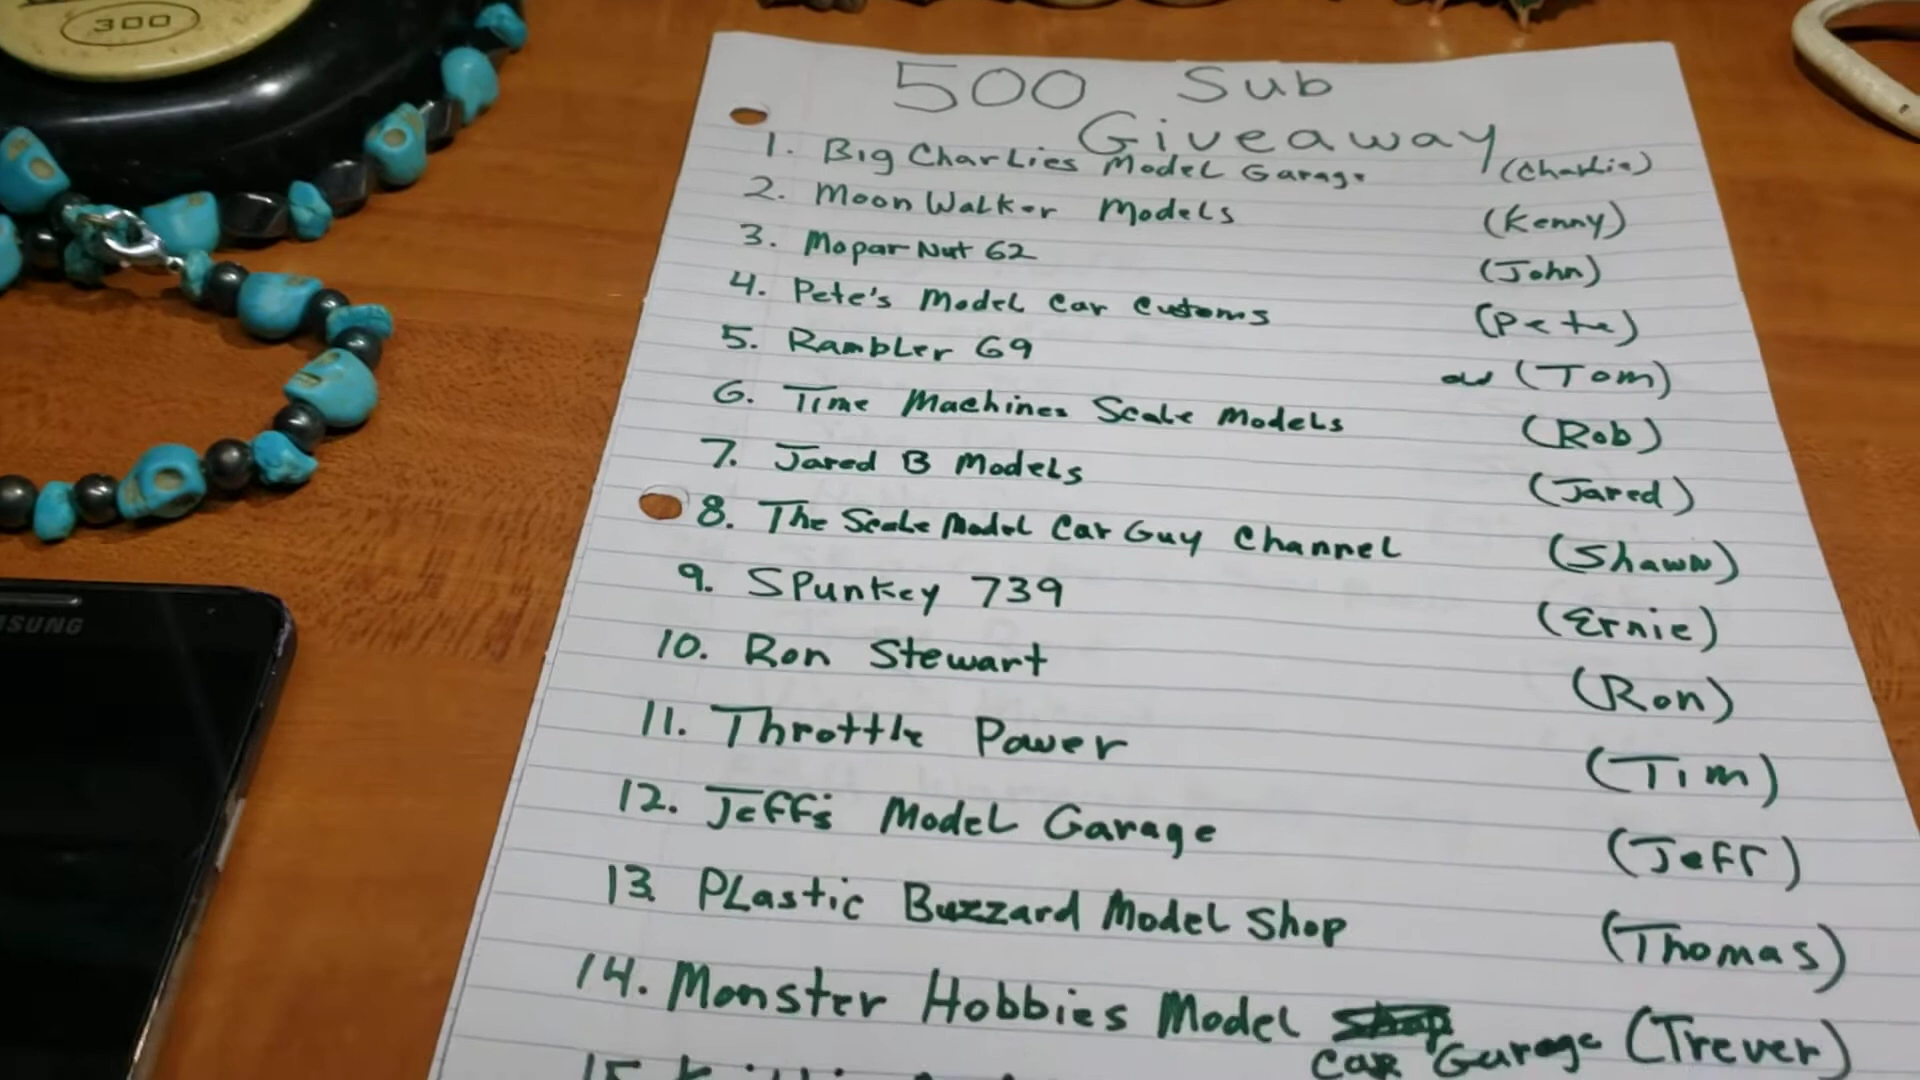 300
SUNG
500 Sub
Giveaway
1. Big CharLies Model Garage (Charlie)
2. Moon Walker Models (Kenny)
3. Mopar Nut 62 (John)
4. Pete's Model Car Customs (Pete)
5. Rambler 69 (Tom)
6. Time Machines Scale Models (Rob)
7. Jared B Models (Jared)
8. The Scale Model Car Guy Channel (Shawn)
9. Spunkey 739 (Ernie)
10. Ron Stewart (Ron)
11. Throttle Power (Tim)
12. Jeffs Model Garage (Jeff)
13. Plastic Buzzard Model Shop (Thomas)
14. Monster Hobbies Model Shop
Car Garage (Trever)
15.